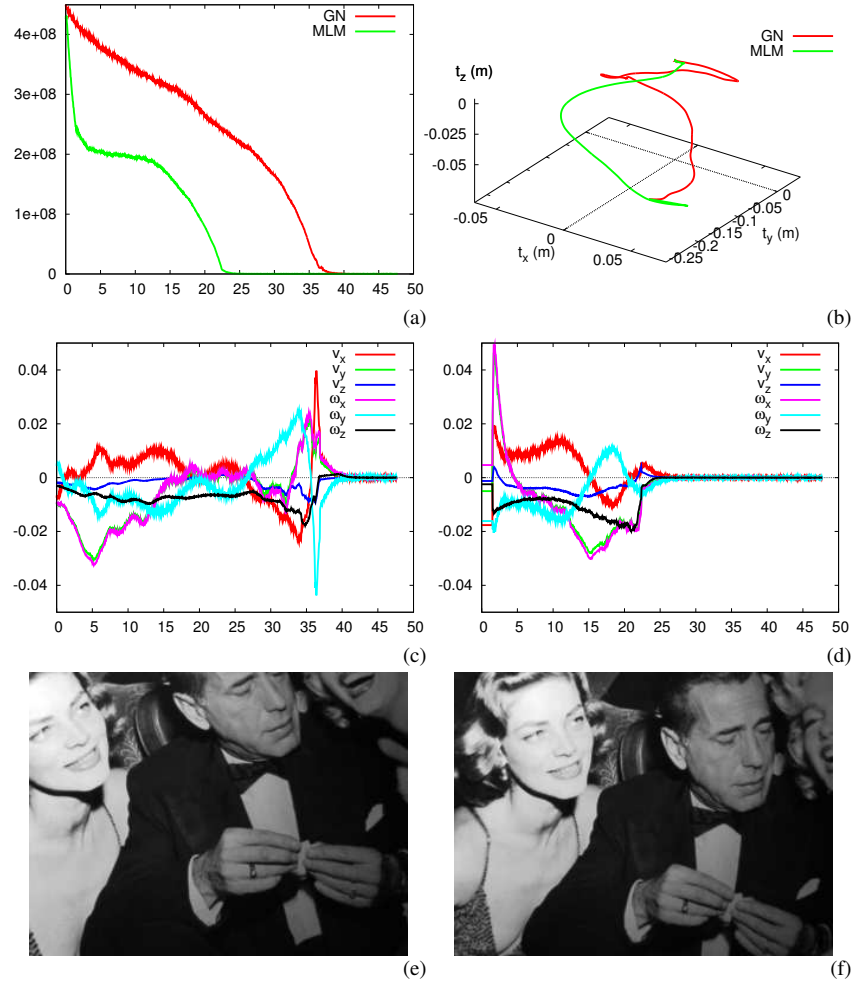 4e+08
3e+08
2e+08
1e+08
0
0 5 10 15 20 25 30 35 40 45 50
GN
MLM
(a)
GN
MLM
t_z (m)
0
-0.025
-0.05
-0.05
0
0.05
t_x (m)
0
-0.05
-0.1
-0.15
-0.2
-0.25
t_y (m)
(b)
0.04
0.02
0
-0.02
-0.04
0 5 10 15 20 25 30 35 40 45 50
v_x
v_y
v_z
ω_x
ω_y
ω_z
(c)
0.04
0.02
0
-0.02
-0.04
0 5 10 15 20 25 30 35 40 45 50
v_x
v_y
v_z
ω_x
ω_y
ω_z
(d)
(e)
(f)